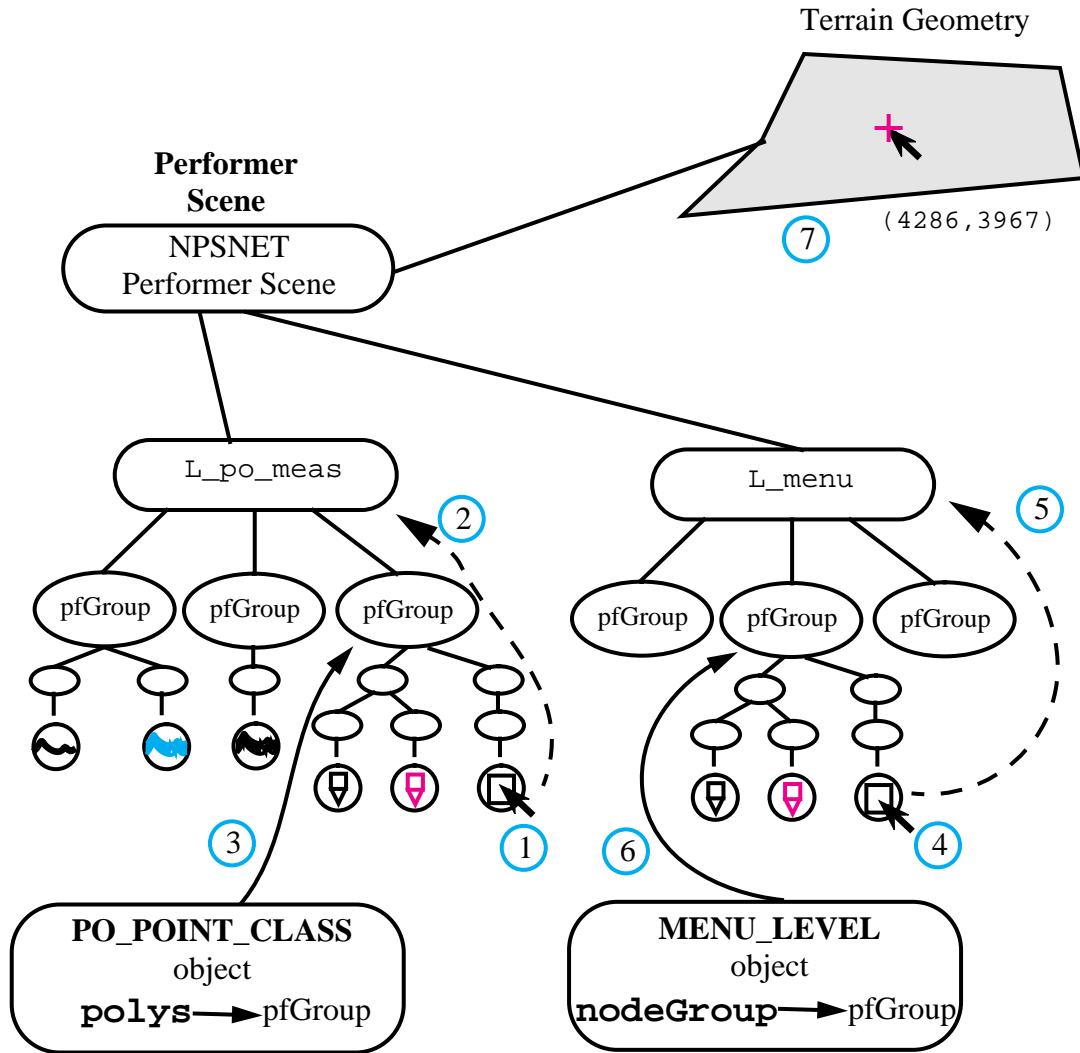 Terrain Geometry
(4286,3967)
7
Performer
Scene
NPSNET
Performer Scene
L_po_meas
2
L_menu
5
pfGroup
pfGroup
pfGroup
pfGroup
pfGroup
pfGroup
3
1
6
4
PO_POINT_CLASS
object
polys pfGroup
MENU_LEVEL
object
nodeGroup pfGroup